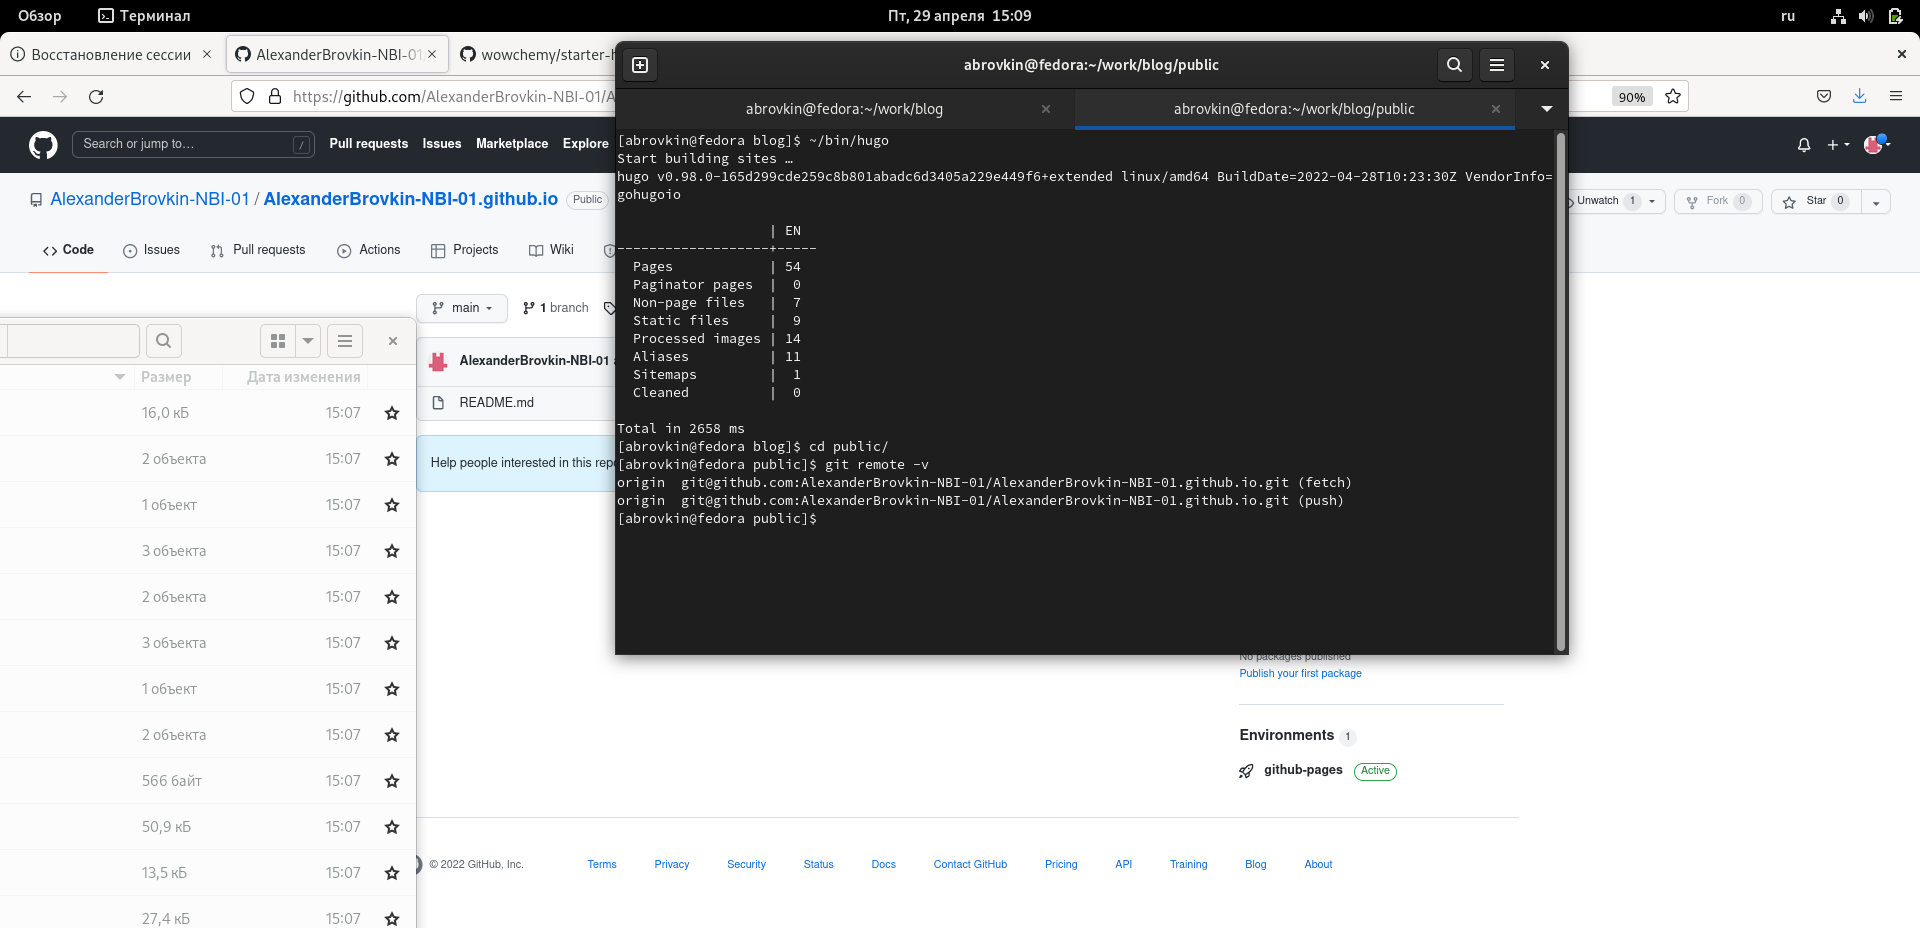 Обзор
Терминал
Пт, 29 апреля 15:09
ru
Восстановление сессии
AlexanderBrovkin-NBI-01
wowchemy/starter-h
https://github.com/AlexanderBrovkin-NBI-01/A
90%
Search or jump to…
/
Pull requests
Issues
Marketplace
Explore
AlexanderBrovkin-NBI-01 / AlexanderBrovkin-NBI-01.github.io
Public
Unwatch 1
Fork 0
Star 0
Code
Issues
Pull requests
Actions
Projects
Wiki
main
1 branch
AlexanderBrovkin-NBI-01
README.md
Help people interested in this repo
Размер
Дата изменения
16,0 кБ 15:07
2 объекта 15:07
1 объект 15:07
3 объекта 15:07
2 объекта 15:07
3 объекта 15:07
1 объект 15:07
2 объекта 15:07
566 байт 15:07
50,9 кБ 15:07
13,5 кБ 15:07
27,4 кБ 15:07
abrovkin@fedora:~/work/blog/public
abrovkin@fedora:~/work/blog
abrovkin@fedora:~/work/blog/public
[abrovkin@fedora blog]$ ~/bin/hugo
Start building sites …
hugo v0.98.0-165d299cde259c8b801abadc6d3405a229e449f6+extended linux/amd64 BuildDate=2022-04-28T10:23:30Z VendorInfo=
gohugoio
                   | EN
-------------------+-----
  Pages            | 54
  Paginator pages  |  0
  Non-page files   |  7
  Static files     |  9
  Processed images | 14
  Aliases          | 11
  Sitemaps         |  1
  Cleaned          |  0
Total in 2658 ms
[abrovkin@fedora blog]$ cd public/
[abrovkin@fedora public]$ git remote -v
origin  git@github.com:AlexanderBrovkin-NBI-01/AlexanderBrovkin-NBI-01.github.io.git (fetch)
origin  git@github.com:AlexanderBrovkin-NBI-01/AlexanderBrovkin-NBI-01.github.io.git (push)
[abrovkin@fedora public]$
No packages published
Publish your first package
Environments 1
github-pages
Active
© 2022 GitHub, Inc.
Terms
Privacy
Security
Status
Docs
Contact GitHub
Pricing
API
Training
Blog
About